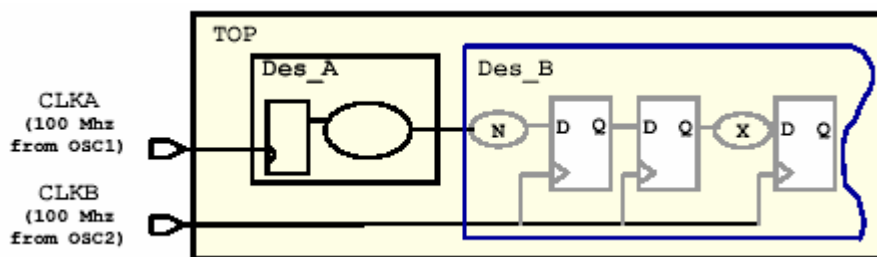 TOP
Des_A
Des_B
CLKA
(100 Mhz
from OSC1)
N
D Q
D Q
X
D Q
CLKB
(100 Mhz
from OSC2)